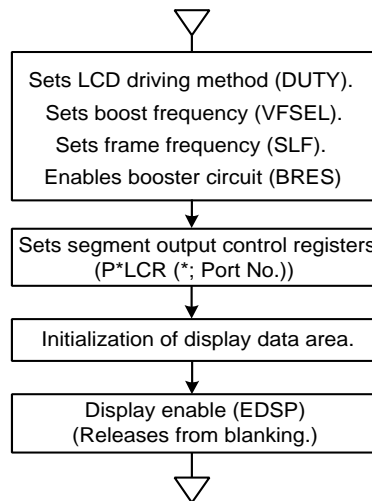 Sets LCD driving method (DUTY).
Sets boost frequency (VFSEL).
Sets frame frequency (SLF).
Enables booster circuit (BRES)
Sets segment output control registers
(P*LCR (*; Port No.))
Initialization of display data area.
Display enable (EDSP)
(Releases from blanking.)